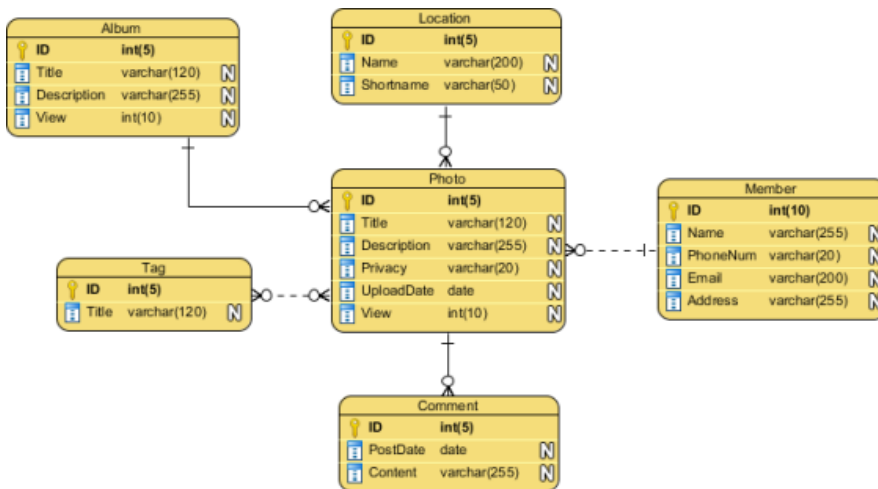 Album
ID int(5)
Title varchar(120) N
Description varchar(255) N
View int(10) N
Location
ID int(5)
Name varchar(200) N
Shortname varchar(50) N
Photo
ID int(5)
Title varchar(120) N
Description varchar(255) N
Privacy varchar(20) N
UploadDate date N
View int(10) N
Member
ID int(10)
Name varchar(255) N
PhoneNum varchar(20) N
Email varchar(200) N
Address varchar(255) N
Tag
ID int(5)
Title varchar(120) N
Comment
ID int(5)
PostDate date N
Content varchar(255) N